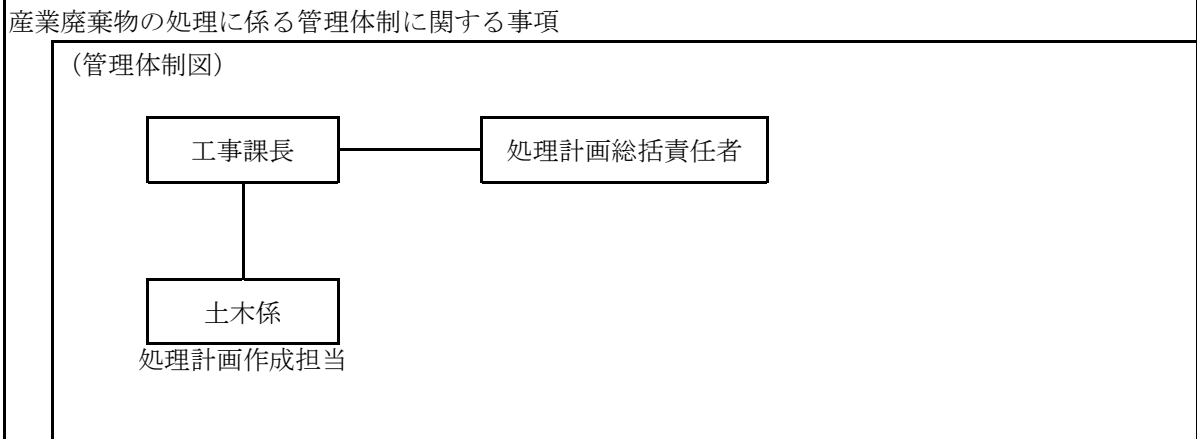 産業廃棄物の処理に係る管理体制に関する事項
（管理体制図）
工事課長
処理計画総括責任者
土木係
処理計画作成担当